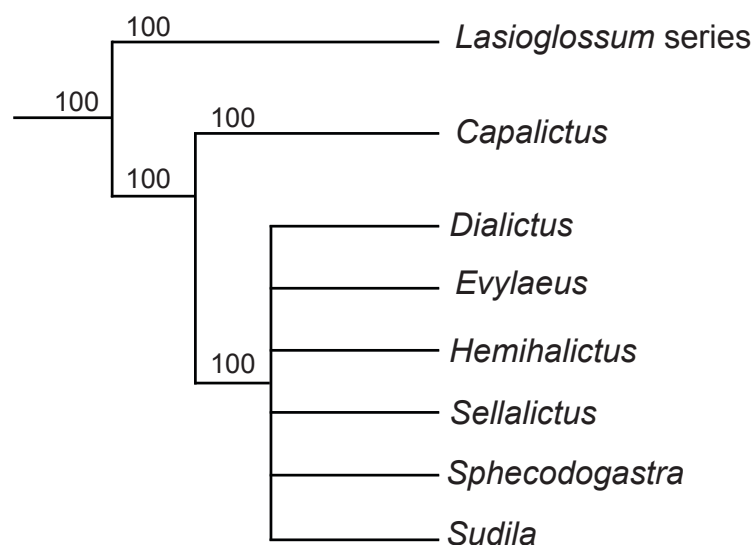 100
Lasioglossum series
100
100
Capalictus
100
Dialictus
Evylaeus
Hemihalictus
100
Sellalictus
Sphecodogastra
Sudila